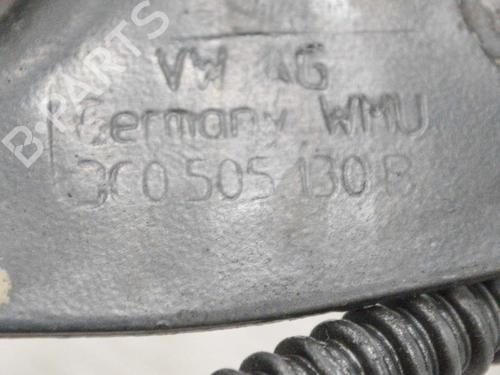 B-PARTS
VW AG
Germany WMU
3C0 505 130 B